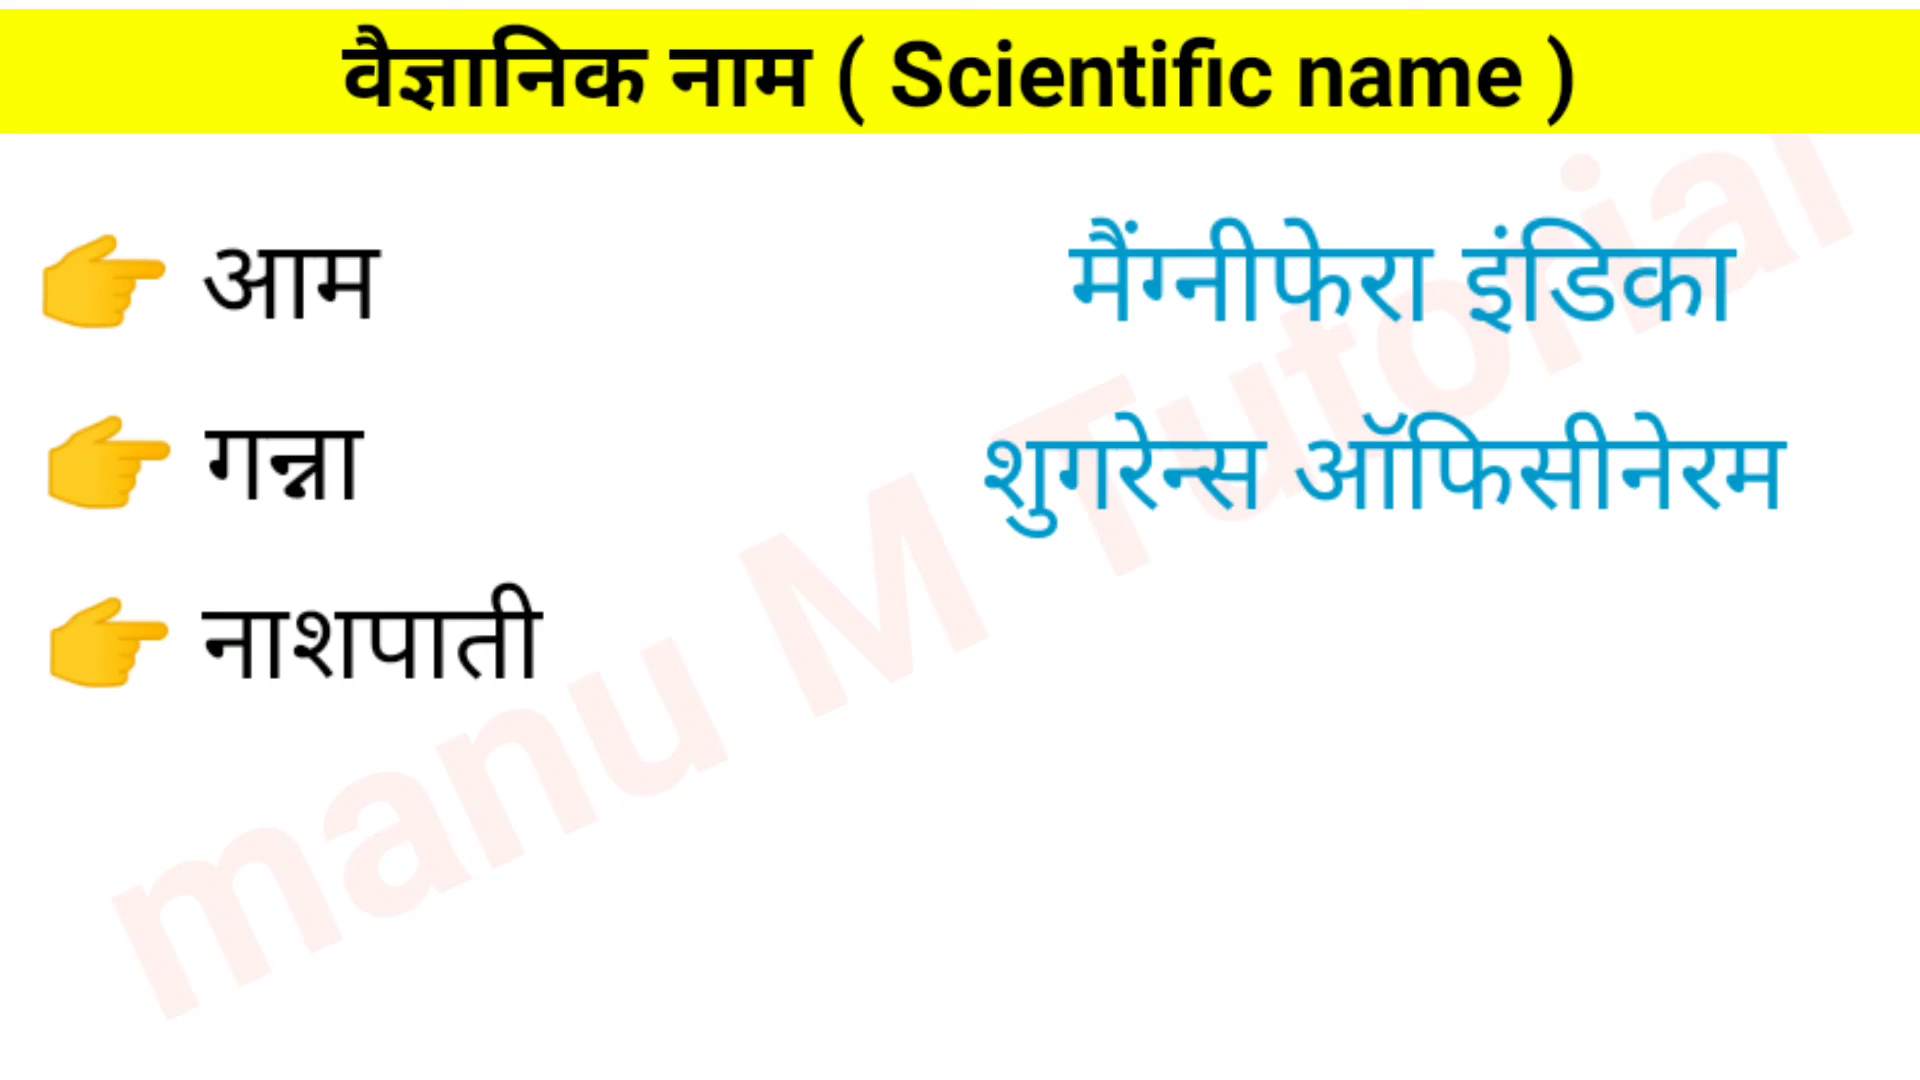 वैज्ञानिक नाम ( Scientific name )
👉 आम मैंग्नीफेरा इंडिका
👉 गन्ना शुगरेन्स ऑफिसीनेरम
👉 नाशपाती
manu M Tutorial